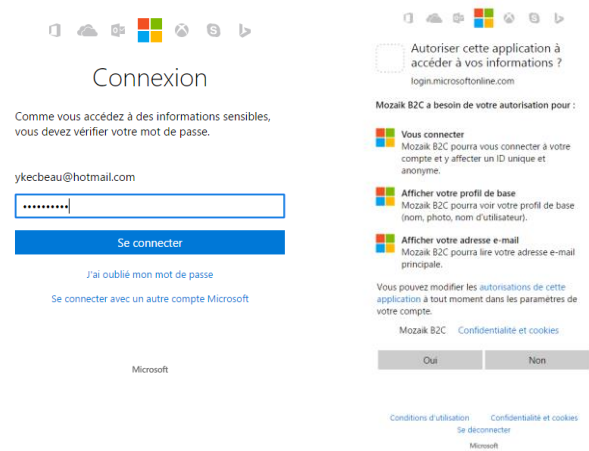 Connexion
Comme vous accédez à des informations sensibles,
vous devez vérifier votre mot de passe.
ykecbeau@hotmail.com
••••••••••
Se connecter
J'ai oublié mon mot de passe
Se connecter avec un autre compte Microsoft
Microsoft
Autoriser cette application à
accéder à vos informations ?
login.microsoftonline.com
Mozaik B2C a besoin de votre autorisation pour :
Vous connecter
Mozaik B2C pourra vous connecter à votre
compte et y affecter un ID unique et
anonyme.
Afficher votre profil de base
Mozaik B2C pourra voir votre profil de base
(nom, photo, nom d'utilisateur).
Afficher votre adresse e-mail
Mozaik B2C pourra lire votre adresse e-mail
principale.
Vous pouvez modifier les autorisations de cette
application à tout moment dans les paramètres de
votre compte.
Mozaik B2C Confidentialité et cookies
Oui Non
Conditions d'utilisation Confidentialité et cookies
Se déconnecter
Microsoft